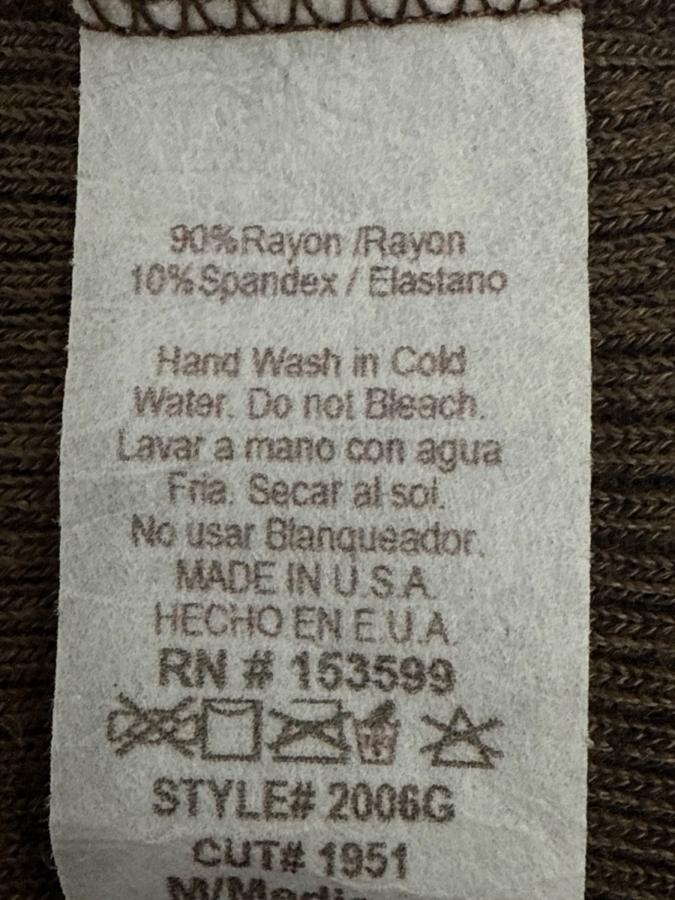 90%Rayon /Rayon
10%Spandex / Elastano
Hand Wash in Cold
Water. Do not Bleach.
Lavar a mano con agua
Fria. Secar al sol.
No usar Blanqueador.
MADE IN U.S.A.
HECHO EN E.U.A.
RN # 153599
STYLE# 2006G
CUT# 1951